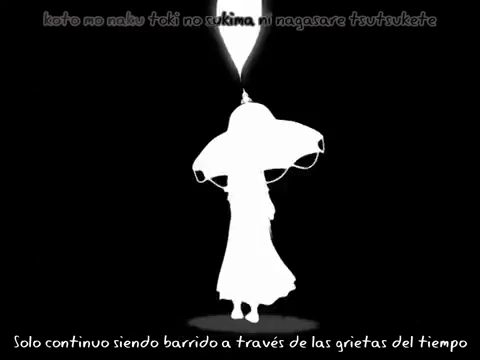 koto mo naku toki no sukima ni nagasare tsutsukete
Solo continuo siendo barrido a través de las grietas del tiempo